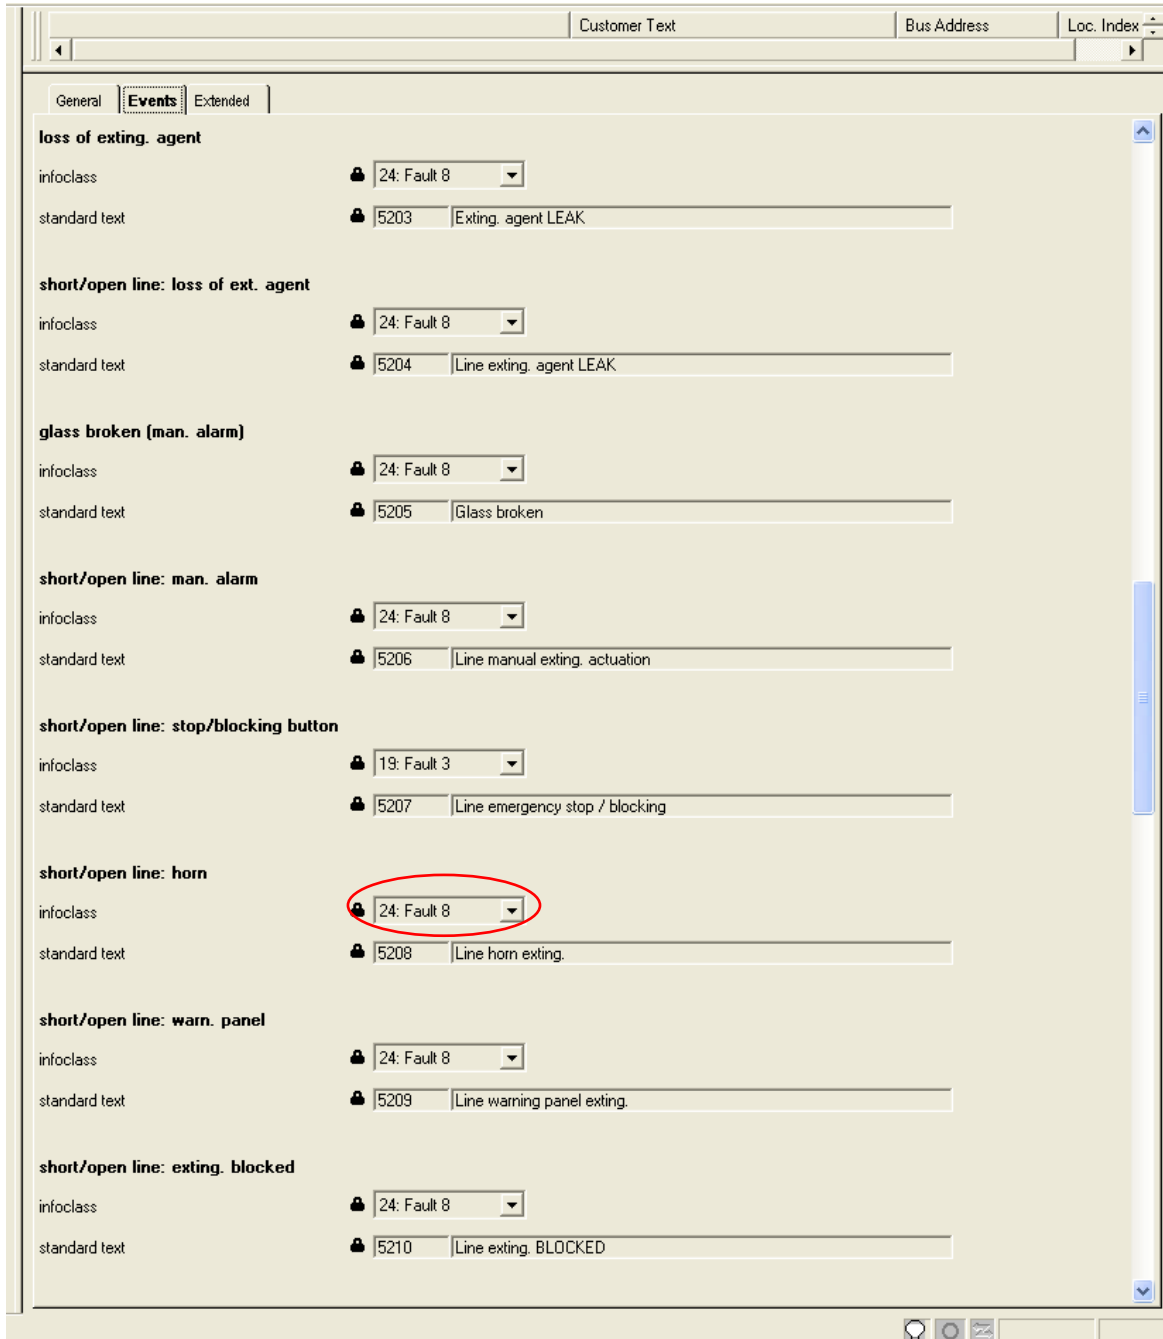 Customer Text Bus Address Loc. Index
General Events Extended
loss of exting. agent
infoclass 24: Fault 8
standard text 5203 Exting. agent LEAK
short/open line: loss of ext. agent
infoclass 24: Fault 8
standard text 5204 Line exting. agent LEAK
glass broken (man. alarm)
infoclass 24: Fault 8
standard text 5205 Glass broken
short/open line: man. alarm
infoclass 24: Fault 8
standard text 5206 Line manual exting. actuation
short/open line: stop/blocking button
infoclass 19: Fault 3
standard text 5207 Line emergency stop / blocking
short/open line: horn
infoclass 24: Fault 8
standard text 5208 Line horn exting.
short/open line: warn. panel
infoclass 24: Fault 8
standard text 5209 Line warning panel exting.
short/open line: exting. blocked
infoclass 24: Fault 8
standard text 5210 Line exting. BLOCKED